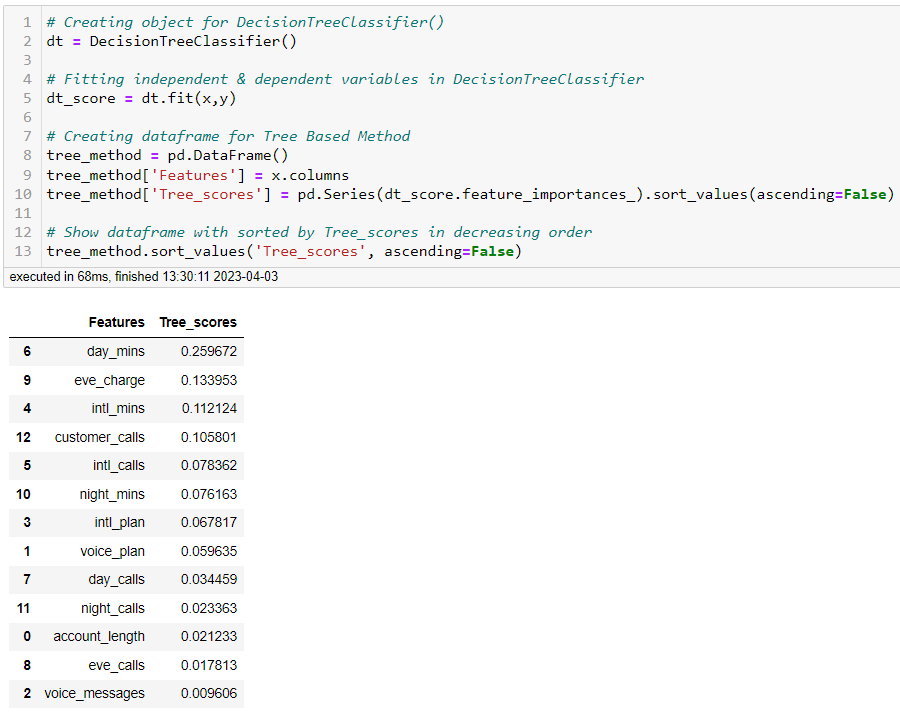 1 # Creating object for DecisionTreeClassifier()
2 dt = DecisionTreeClassifier()
3
4 # Fitting independent & dependent variables in DecisionTreeClassifier
5 dt_score = dt.fit(x,y)
6
7 # Creating dataframe for Tree Based Method
8 tree_method = pd.DataFrame()
9 tree_method['Features'] = x.columns
10 tree_method['Tree_scores'] = pd.Series(dt_score.feature_importances_).sort_values(ascending=False)
11
12 # Show dataframe with sorted by Tree_scores in decreasing order
13 tree_method.sort_values('Tree_scores', ascending=False)
executed in 68ms, finished 13:30:11 2023-04-03
Features Tree_scores
6 day_mins 0.259672
9 eve_charge 0.133953
4 intl_mins 0.112124
12 customer_calls 0.105801
5 intl_calls 0.078362
10 night_mins 0.076163
3 intl_plan 0.067817
1 voice_plan 0.059635
7 day_calls 0.034459
11 night_calls 0.023363
0 account_length 0.021233
8 eve_calls 0.017813
2 voice_messages 0.009606